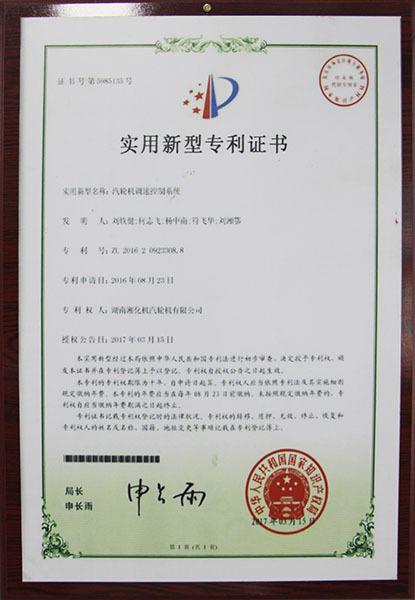 证书号第5985135号
实用新型专利证书
实用新型名称：汽轮机调速控制系统
发 明 人：刘铁健;何志飞;杨中南;符飞华;刘湘鄂
专 利 号：ZL 2016 2 0923308.8
专利申请日：2016年08月23日
专 利 权 人：湖南湘化机汽轮机有限公司
授权公告日：2017年03月15日
本实用新型经过本局依照中华人民共和国专利法进行初步审查，决定授予专利权，颁
发本证书并在专利登记簿上予以登记。专利权自授权公告之日起生效。
本专利的专利权期限为十年，自申请日起算。专利权人应当依照专利法及其实施细则
规定缴纳年费。本专利的年费应当在每年08月23日前缴纳。未按照规定缴纳年费的，专利
权自应当缴纳年费期满之日起终止。
专利证书记载专利权登记时的法律状况。专利权的转移、质押、无效、终止、恢复和
专利权人的姓名或名称、国籍、地址变更等事项记载在专利登记簿上。
局长
申长雨
申长雨
中华人民共和国国家知识产权局
2017年03月15日
第 1 页 (共 1 页)